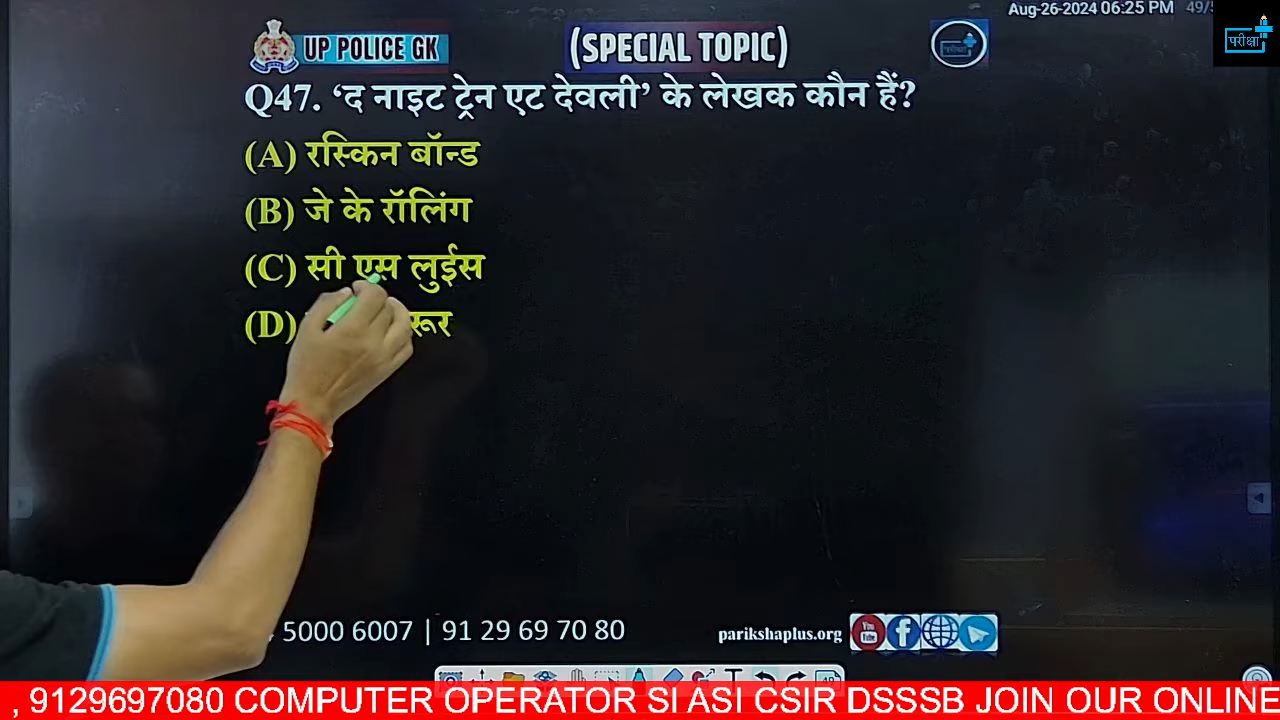 Aug-26-2024 06:25 PM 49/
परीक्षा
UP POLICE GK (SPECIAL TOPIC)
Q47. ‘द नाइट ट्रेन एट देवली’ के लेखक कौन हैं?
(A) रस्किन बॉन्ड
(B) जे के रॉलिंग
(C) सी एस लुईस
(D) रूर
5000 6007 | 91 29 69 70 80 parikshaplus.org
, 9129697080 COMPUTER OPERATOR SI ASI CSIR DSSSB JOIN OUR ONLINE